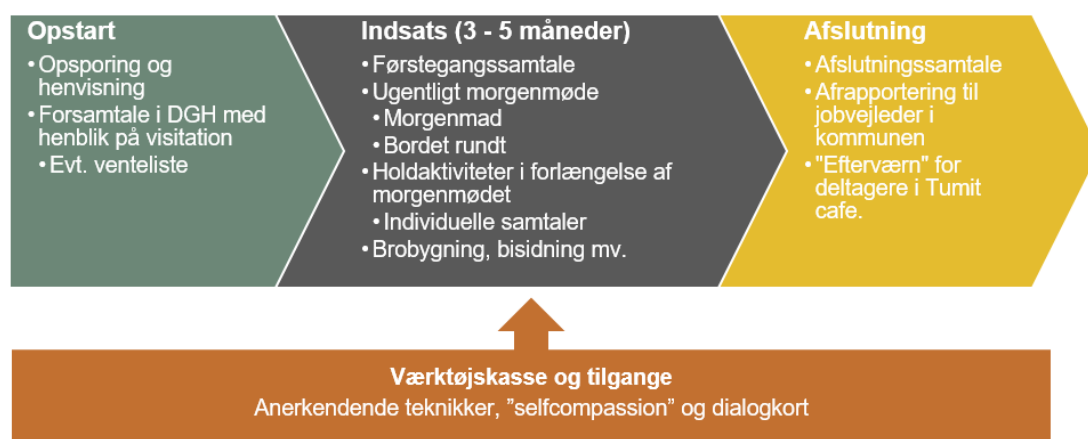 Opstart
• Opsporing og
henvisning
• Forsamtale i DGH med
henblik på visitation
• Evt. venteliste
Indsats (3 - 5 måneder)
• Førstegangssamtale
• Ugentligt morgenmøde
• Morgenmad
• Bordet rundt
• Holdaktiviteter i forlængelse af
morgenmødet
• Individuelle samtaler
• Brobygning, bisidning mv.
Afslutning
• Afslutningssamtale
• Afrapportering til
jobvejleder i
kommunen
• "Efterværn" for
deltagere i Tumit
cafe.
Værktøjskasse og tilgange
Anerkendende teknikker, ”selfcompassion” og dialogkort